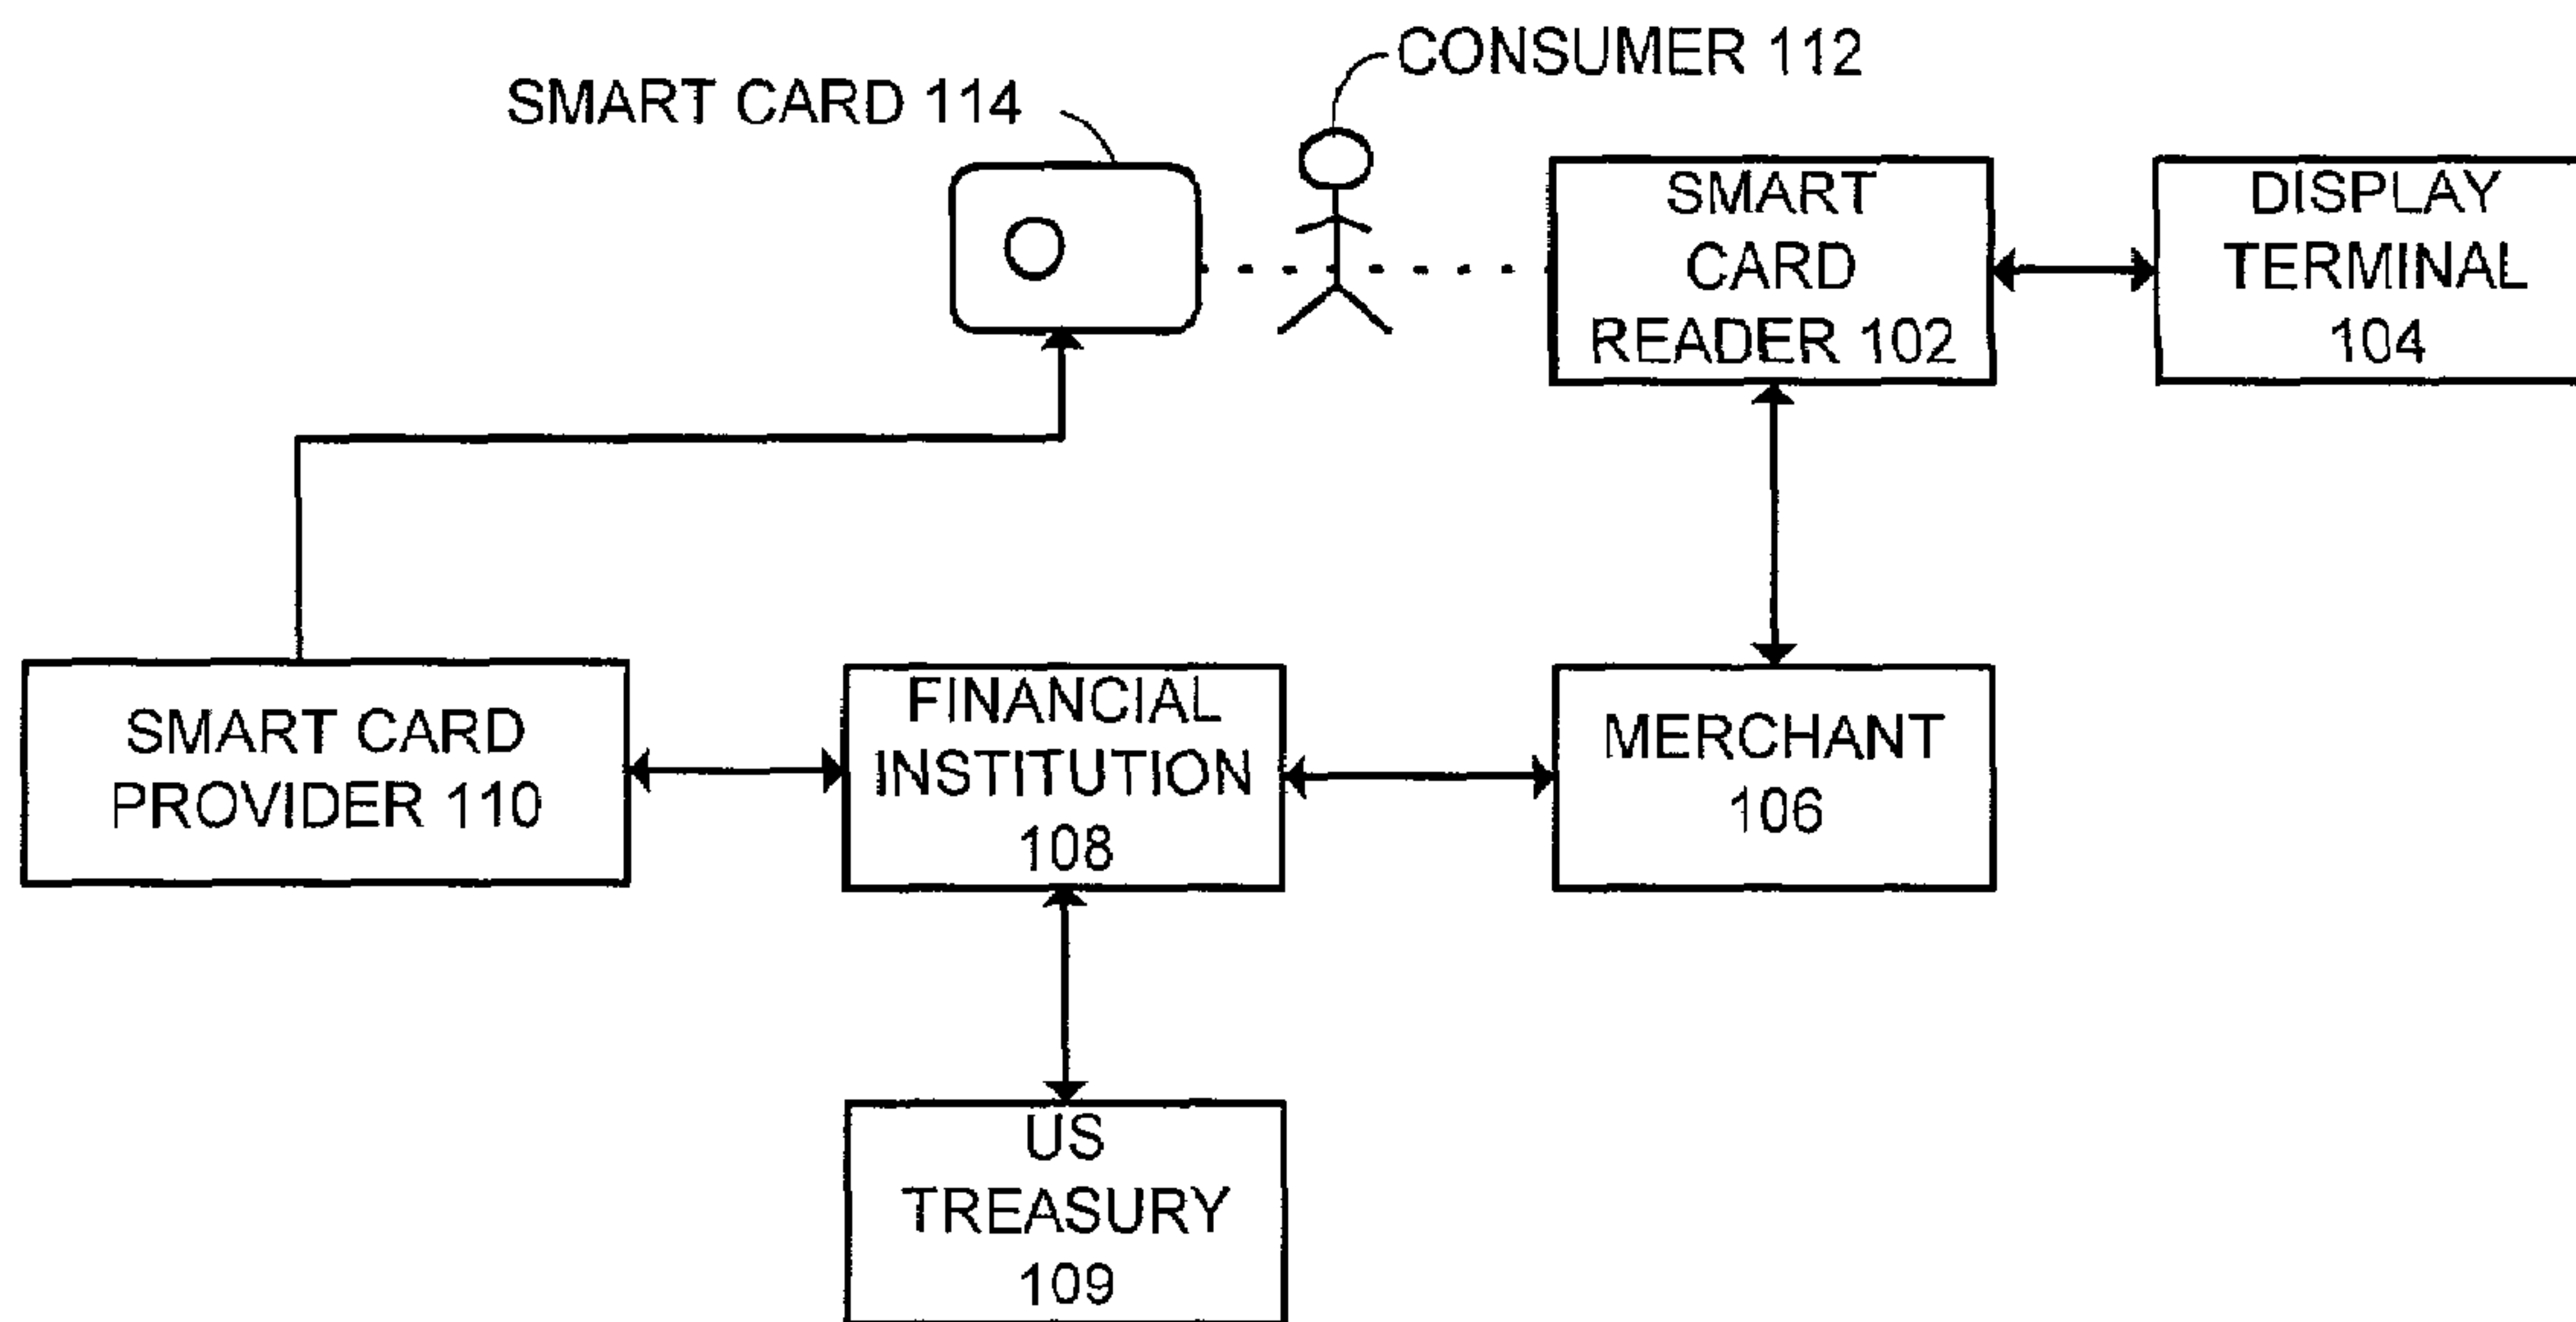 CONSUMER 112
SMART CARD 114
SMART
CARD
READER 102
DISPLAY
TERMINAL
104
SMART CARD
PROVIDER 110
FINANCIAL
INSTITUTION
108
MERCHANT
106
US
TREASURY
109